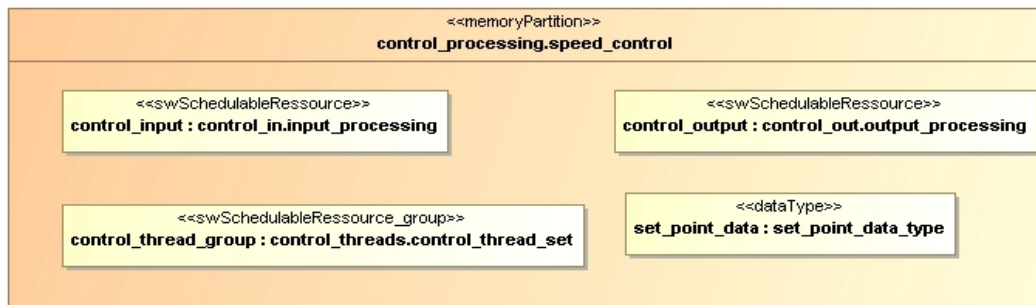 <<memoryPartition>>
control_processing.speed_control
<<swSchedulableRessource>>
control_input : control_in.input_processing
<<swSchedulableRessource>>
control_output : control_out.output_processing
<<swSchedulableRessource_group>>
control_thread_group : control_threads.control_thread_set
<<dataType>>
set_point_data : set_point_data_type